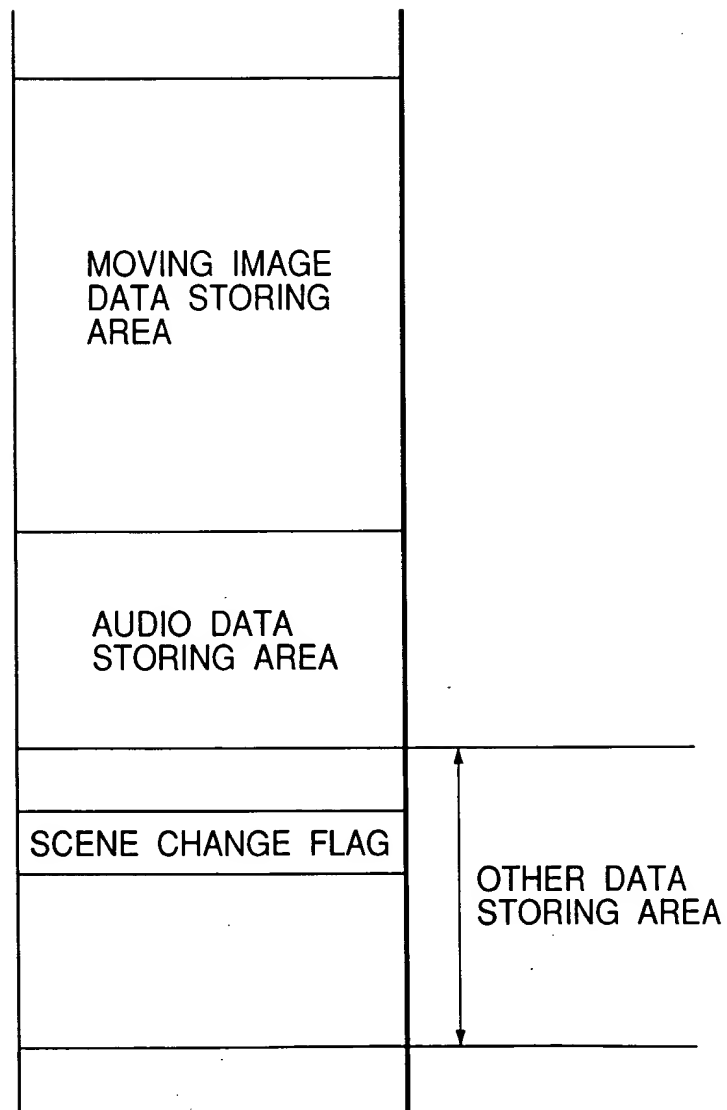 MOVING IMAGE
DATA STORING
AREA
AUDIO DATA
STORING AREA
SCENE CHANGE FLAG
OTHER DATA
STORING AREA